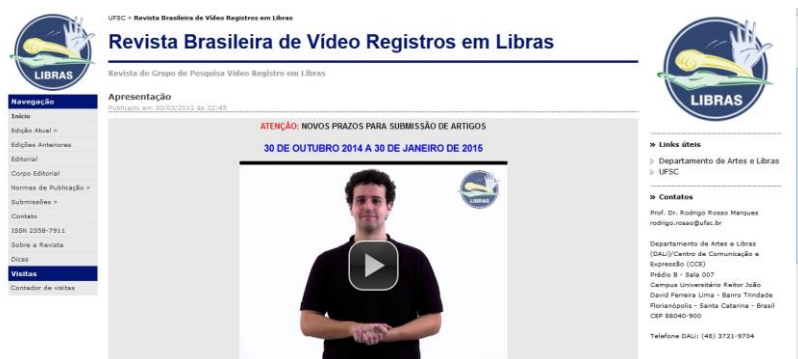 LIBRAS
UFSC > Revista Brasileira de Vídeo Registros em Libras
Revista Brasileira de Vídeo Registros em Libras
Revista do Grupo de Pesquisa Vídeo Registro em Libras
Navegação
Início
Edição Atual »
Edições Anteriores
Editorial
Corpo Editorial
Normas de Publicação »
Submissões »
Contato
ISSN 2358-7911
Sobre a Revista
Dicas
Visitas
Contador de visitas
Apresentação
Publicado em 30/03/2012 às 22:45
ATENÇÃO: NOVOS PRAZOS PARA SUBMISSÃO DE ARTIGOS
30 DE OUTUBRO 2014 A 30 DE JANEIRO DE 2015
LIBRAS
LIBRAS
» Links úteis
Departamento de Artes e Libras
UFSC
» Contatos
Prof. Dr. Rodrigo Rosso Marques
rodrigo.rosso@ufsc.br
Departamento de Artes e Libras
(DALi)/Centro de Comunicação e
Expressão (CCE)
Prédio B - Sala 007
Campus Universitário Reitor João
David Ferreira Lima - Bairro Trindade
Florianópolis - Santa Catarina - Brasil
CEP 88040-900
Telefone DALi: (48) 3721-9704